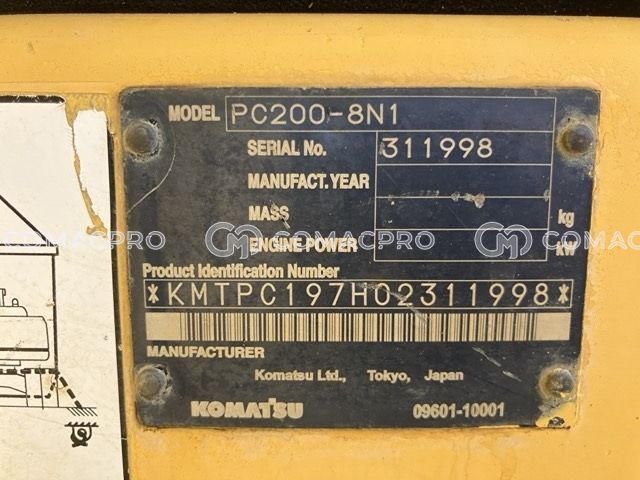 MODEL PC200-8N1
SERIAL No. 311998
MANUFACT.YEAR
MASS kg
COMACPRO COMACPRO COMACPRO
ENGINE POWER kW
Product Identification Number
*KMTPC197H02311998*
MANUFACTURER
Komatsu Ltd., Tokyo, Japan
KOMATSU 09601-10001